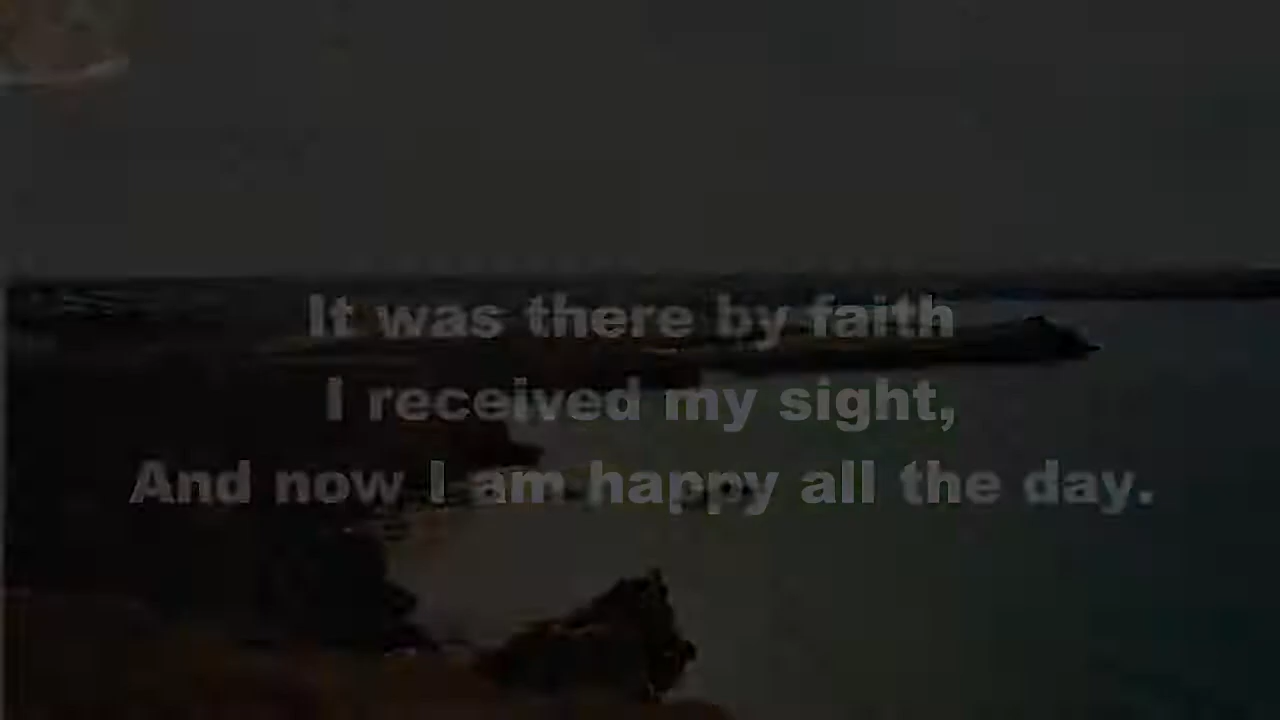 It was there by faith
I received my sight,
And now I am happy all the day.